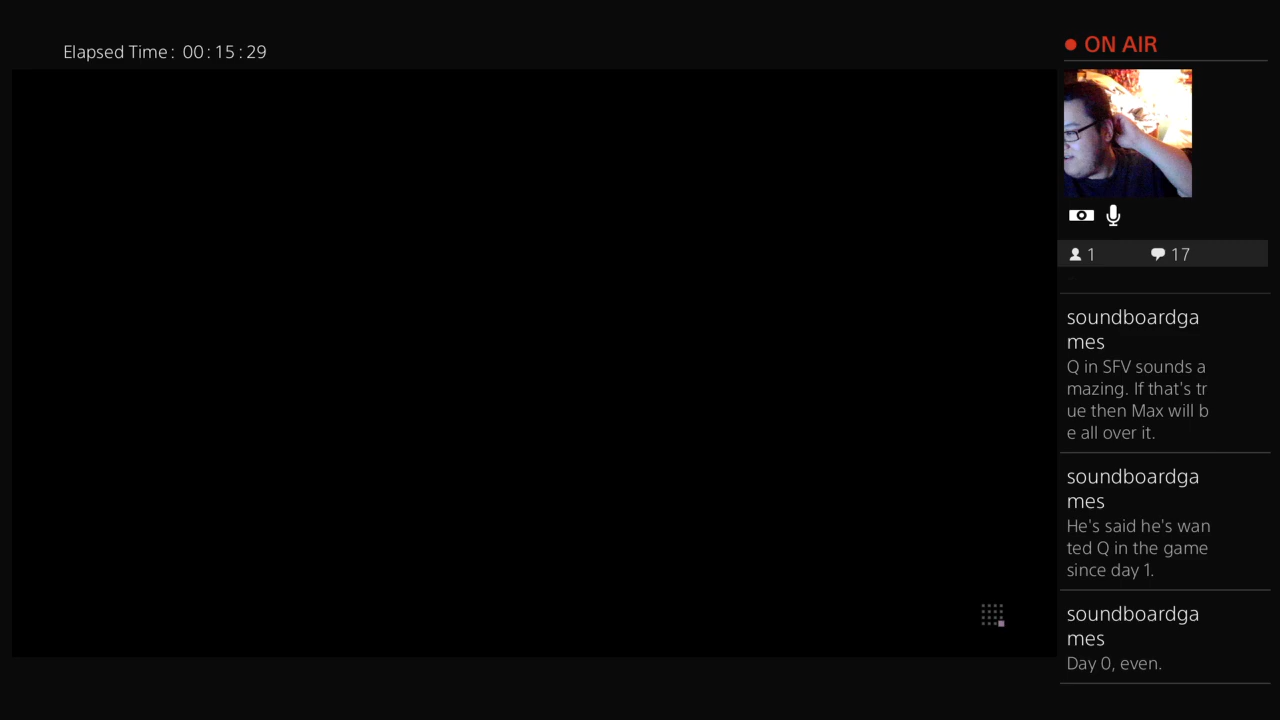 Elapsed Time: 00:15:29
ON AIR
1
17
soundboardga
mes
Q in SFV sounds a
mazing. If that's tr
ue then Max will b
e all over it.
soundboardga
mes
He's said he's wan
ted Q in the game
since day 1.
soundboardga
mes
Day 0, even.